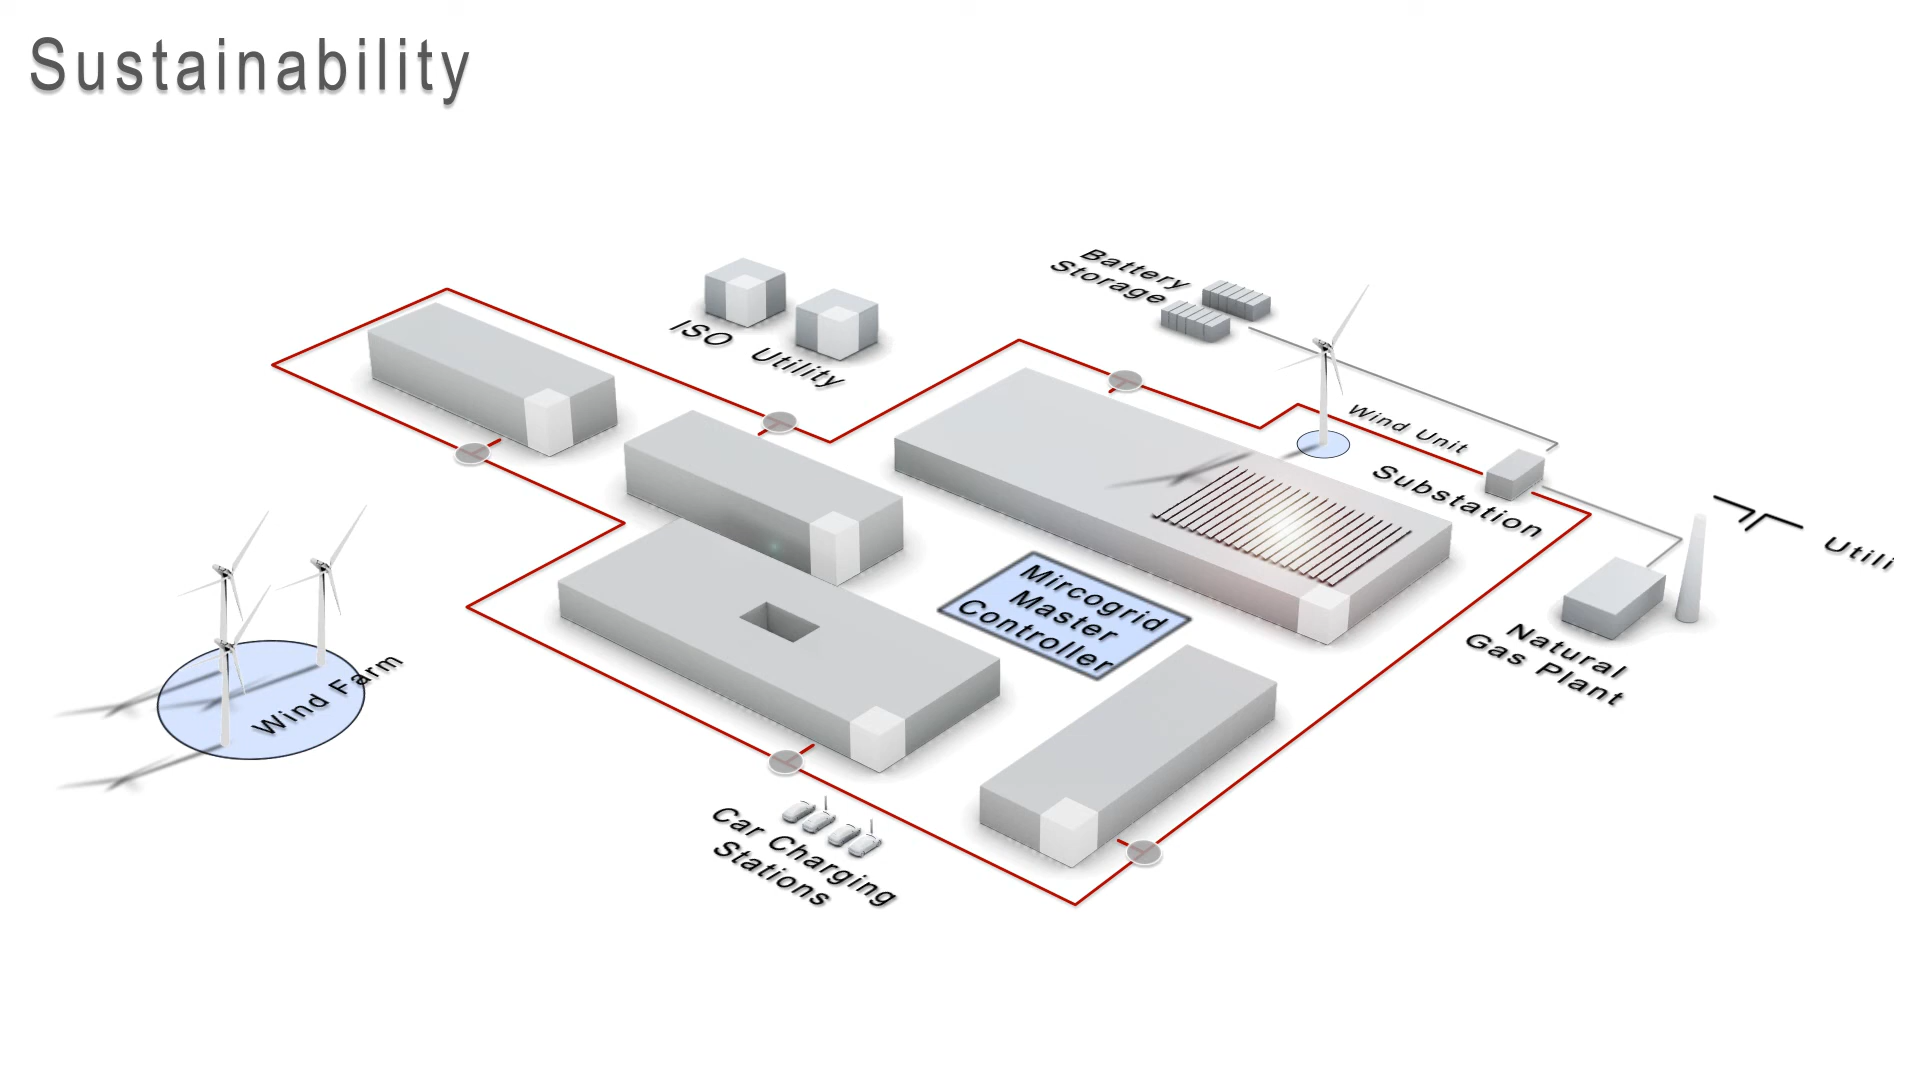 Sustainability
Battery
Storage
ISO
Utility
Wind Unit
Substation
Utili
Mircogrid
Master
Controller
Natural
Gas Plant
Wind Farm
Car Charging
Stations